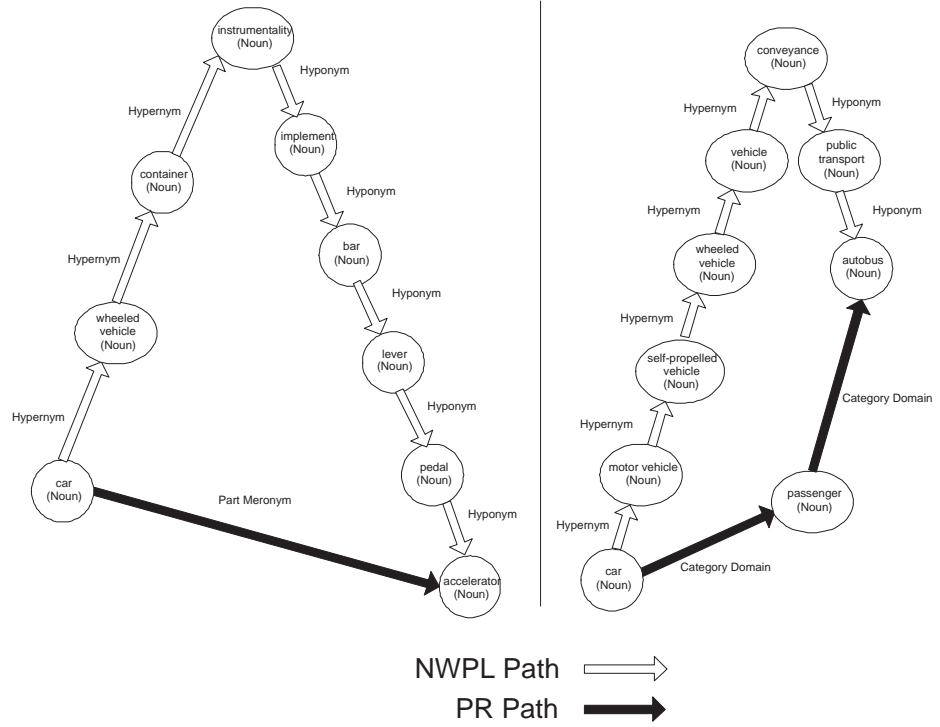 instrumentality
(Noun)
Hyponym
Hypernym
implement
(Noun)
container
(Noun)
Hyponym
bar
(Noun)
Hypernym
Hyponym
wheeled
vehicle
(Noun)
lever
(Noun)
Hypernym
Hyponym
pedal
(Noun)
car
(Noun)
Part Meronym
Hyponym
accelerator
(Noun)
conveyance
(Noun)
Hypernym
Hyponym
vehicle
(Noun)
public
transport
(Noun)
Hypernym
Hyponym
wheeled
vehicle
(Noun)
autobus
(Noun)
Hypernym
self-propelled
vehicle
(Noun)
Category Domain
Hypernym
motor vehicle
(Noun)
passenger
(Noun)
Hypernym
Category Domain
car
(Noun)
NWPL Path
PR Path